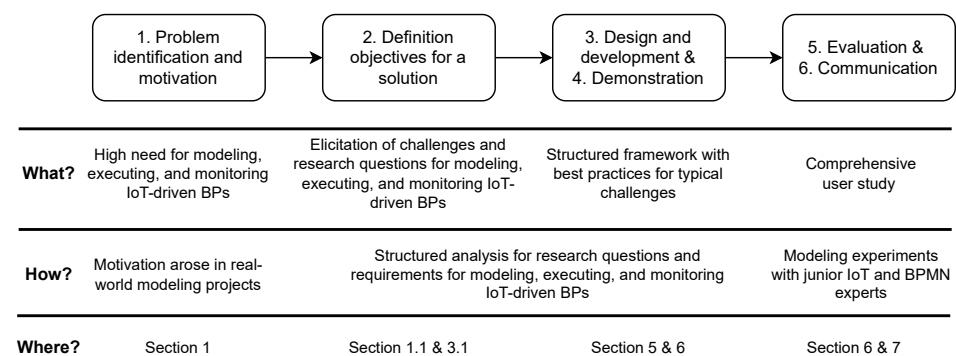 1. Problem
identification and
motivation
2. Definition
objectives for a
solution
3. Design and
development &
4. Demonstration
5. Evaluation &
6. Communication
What?
High need for modeling,
executing, and monitoring
IoT-driven BPs
Elicitation of challenges and
research questions for modeling,
executing, and monitoring IoT-
driven BPs
Structured framework with
best practices for typical
challenges
Comprehensive
user study
How?
Motivation arose in real-
world modeling projects
Structured analysis for research questions and
requirements for modeling, executing, and monitoring
IoT-driven BPs
Modeling experiments
with junior IoT and BPMN
experts
Where?
Section 1
Section 1.1 & 3.1
Section 5 & 6
Section 6 & 7